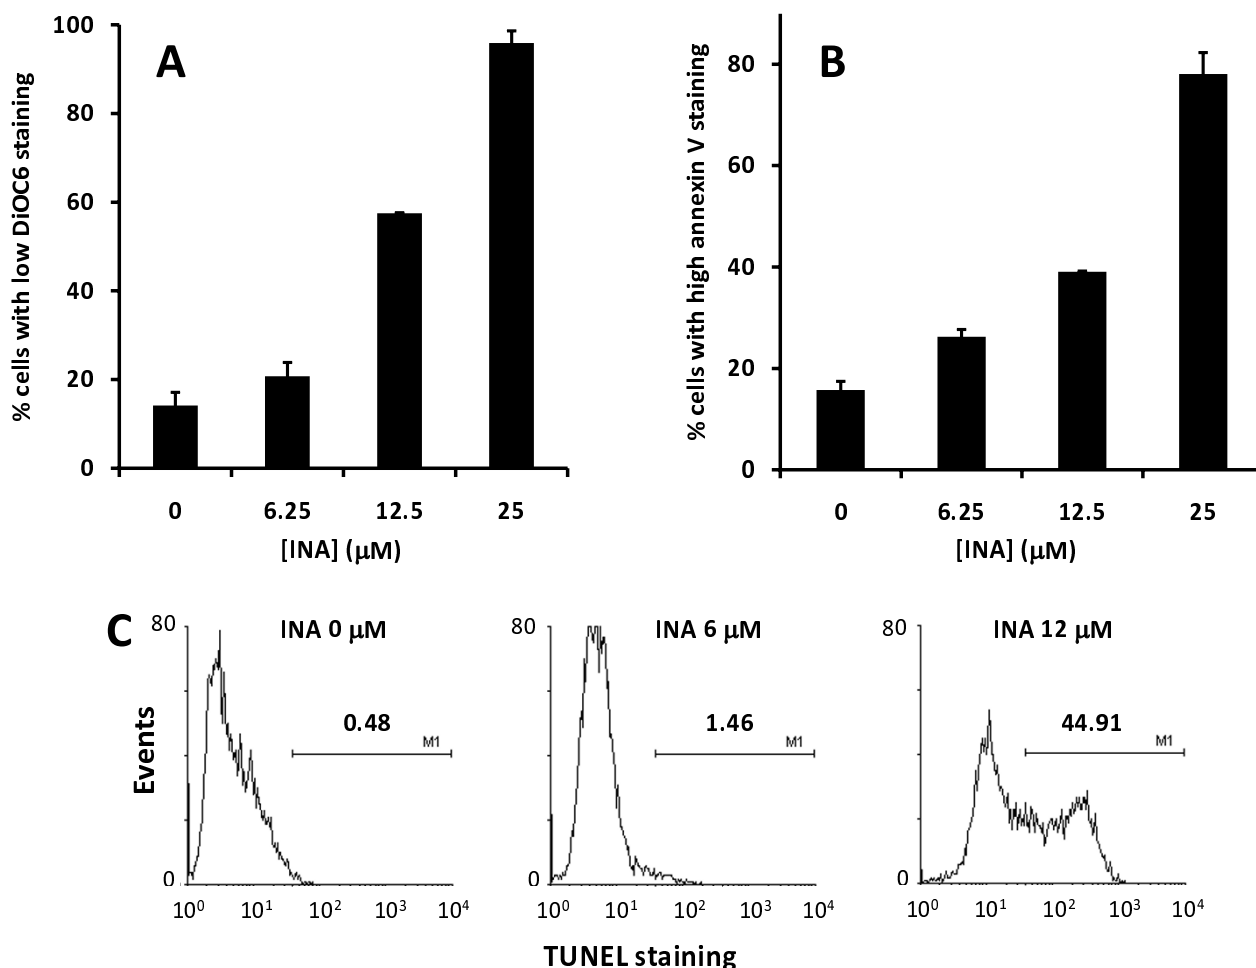 A
% cells with low DiOC6 staining
100
80
60
40
20
0
0 6.25 12.5 25
[INA] (μM)
B
% cells with high annexin V staining
80
60
40
20
0
0 6.25 12.5 25
[INA] (μM)
C
Events
80
INA 0 μM
0.48
M1
0
10⁰ 10¹ 10² 10³ 10⁴
80
INA 6 μM
1.46
M1
0
10⁰ 10¹ 10² 10³ 10⁴
80
INA 12 μM
44.91
M1
0
10⁰ 10¹ 10² 10³ 10⁴
TUNEL staining